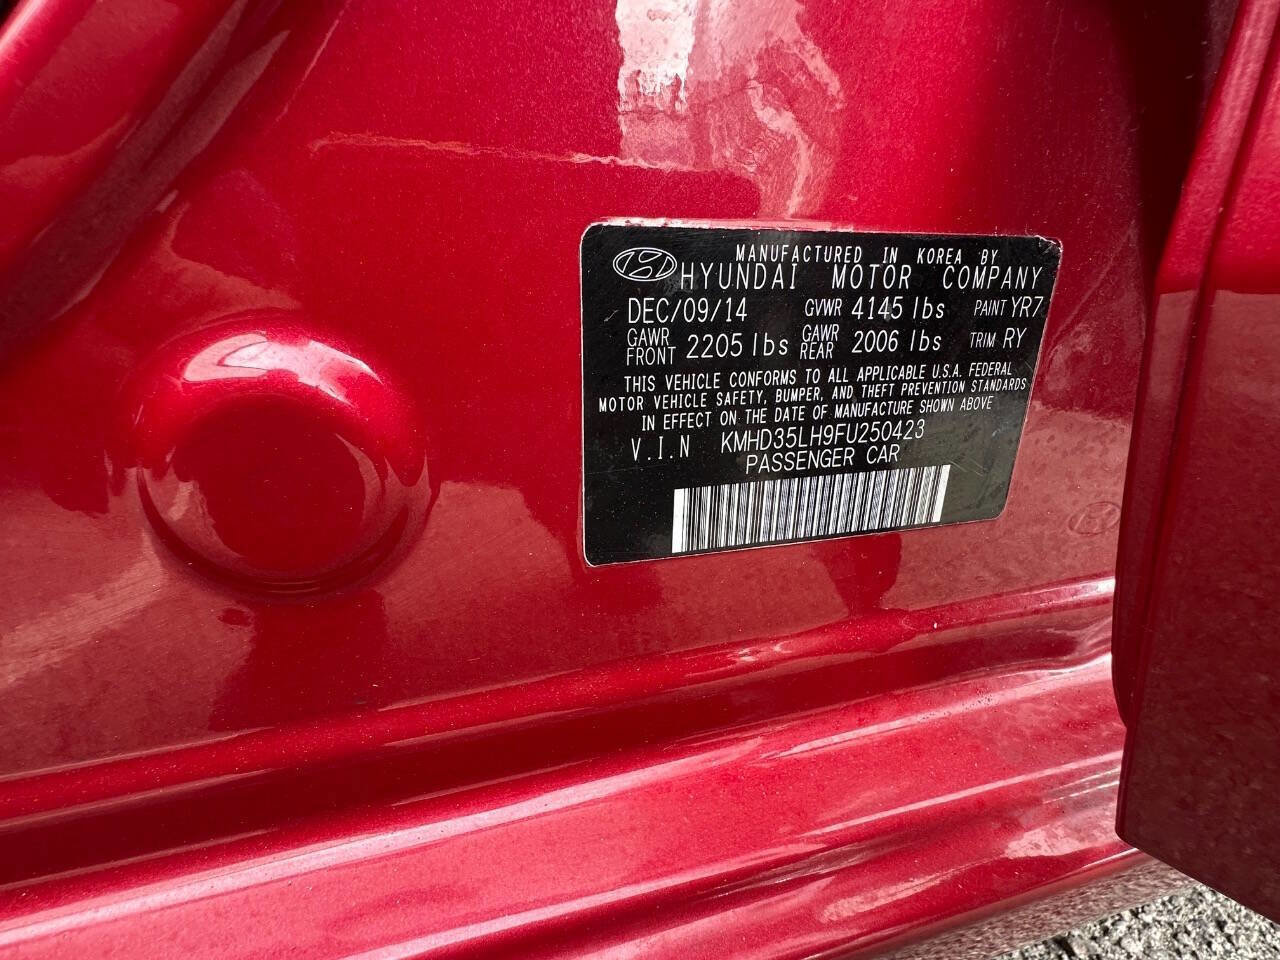 MANUFACTURED IN KOREA BY
HYUNDAI MOTOR COMPANY
DEC/09/14 GVWR 4145 lbs PAINT YR7
GAWR FRONT 2205 lbs GAWR REAR 2006 lbs TRIM RY
THIS VEHICLE CONFORMS TO ALL APPLICABLE U.S.A. FEDERAL
MOTOR VEHICLE SAFETY, BUMPER, AND THEFT PREVENTION STANDARDS
IN EFFECT ON THE DATE OF MANUFACTURE SHOWN ABOVE
V.I.N KMHD35LH9FU250423
PASSENGER CAR